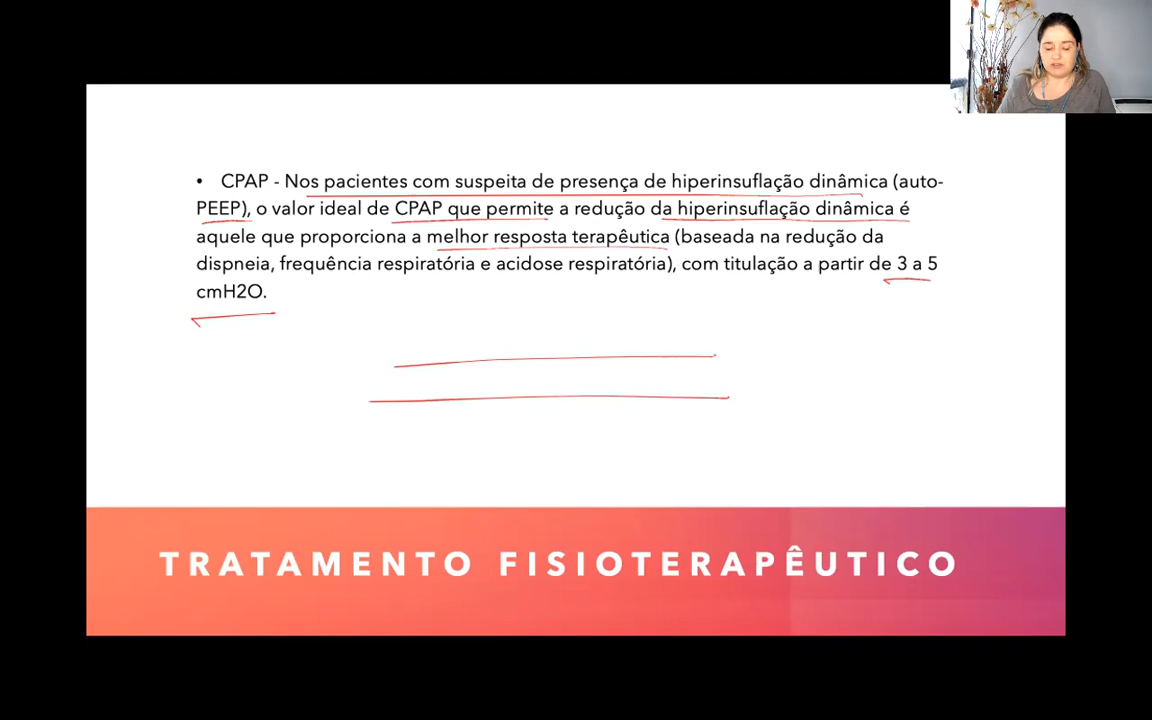 • CPAP - Nos pacientes com suspeita de presença de hiperinsuflação dinâmica (auto-
PEEP), o valor ideal de CPAP que permite a redução da hiperinsuflação dinâmica é
aquele que proporciona a melhor resposta terapêutica (baseada na redução da
dispneia, frequência respiratória e acidose respiratória), com titulação a partir de 3 a 5
cmH2O.
TRATAMENTO FISIOTERAPÊUTICO